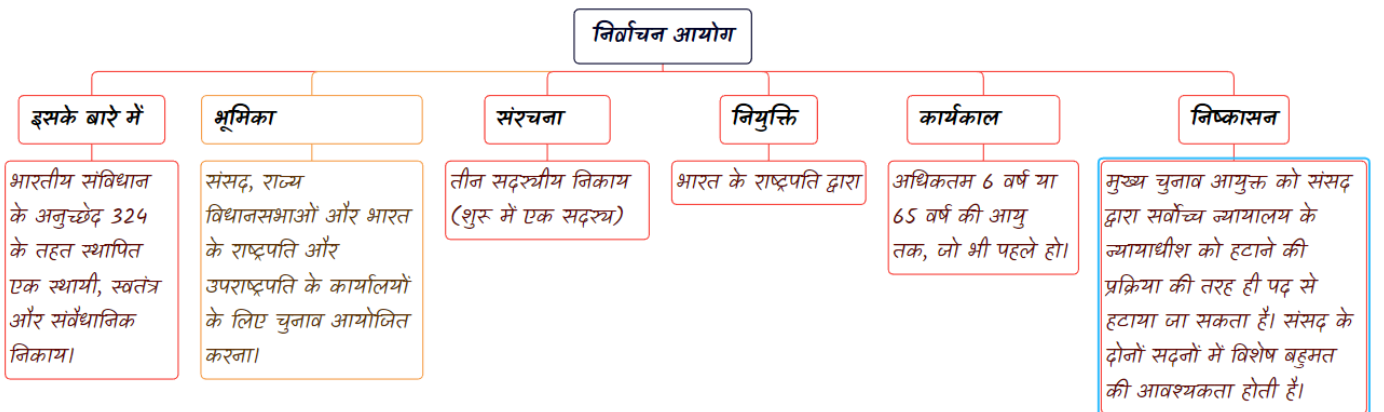 निर्वाचन आयोग
इसके बारे में
भारतीय संविधान
के अनुच्छेद 324
के तहत स्थापित
एक स्थायी, स्वतंत्र
और संवैधानिक
निकाय।
भूमिका
संसद, राज्य
विधानसभाओं और भारत
के राष्ट्रपति और
उपराष्ट्रपति के कार्यालयों
के लिए चुनाव आयोजित
करना।
संरचना
तीन सदस्यीय निकाय
(शुरू में एक सदस्य)
नियुक्ति
भारत के राष्ट्रपति द्वारा
कार्यकाल
अधिकतम 6 वर्ष या
65 वर्ष की आयु
तक, जो भी पहले हो।
निष्कासन
मुख्य चुनाव आयुक्त को संसद
द्वारा सर्वोच्च न्यायालय के
न्यायाधीश को हटाने की
प्रक्रिया की तरह ही पद से
हटाया जा सकता है। संसद के
दोनों सदनों में विशेष बहुमत
की आवश्यकता होती है।